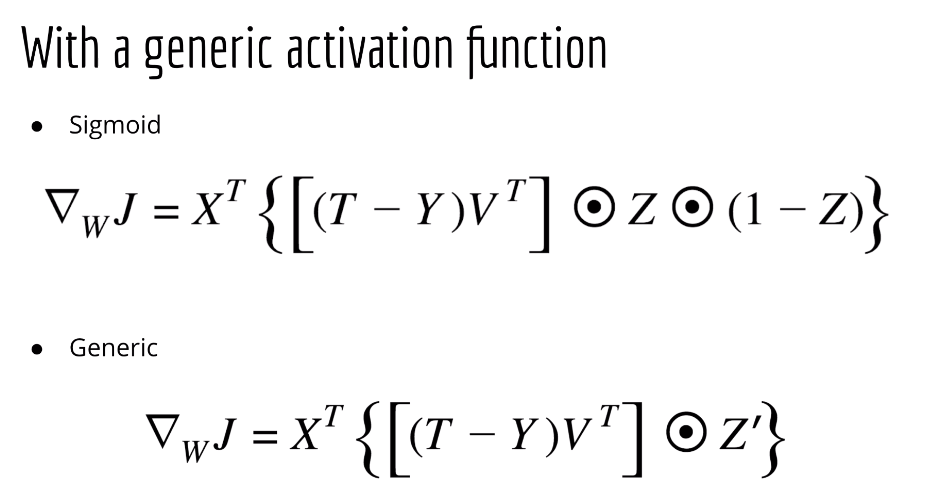 With a generic activation function
● Sigmoid
∇_W J = X^T {[(T − Y)V^T] ⊙ Z ⊙ (1 − Z)}
● Generic
∇_W J = X^T {[(T − Y)V^T] ⊙ Z′}